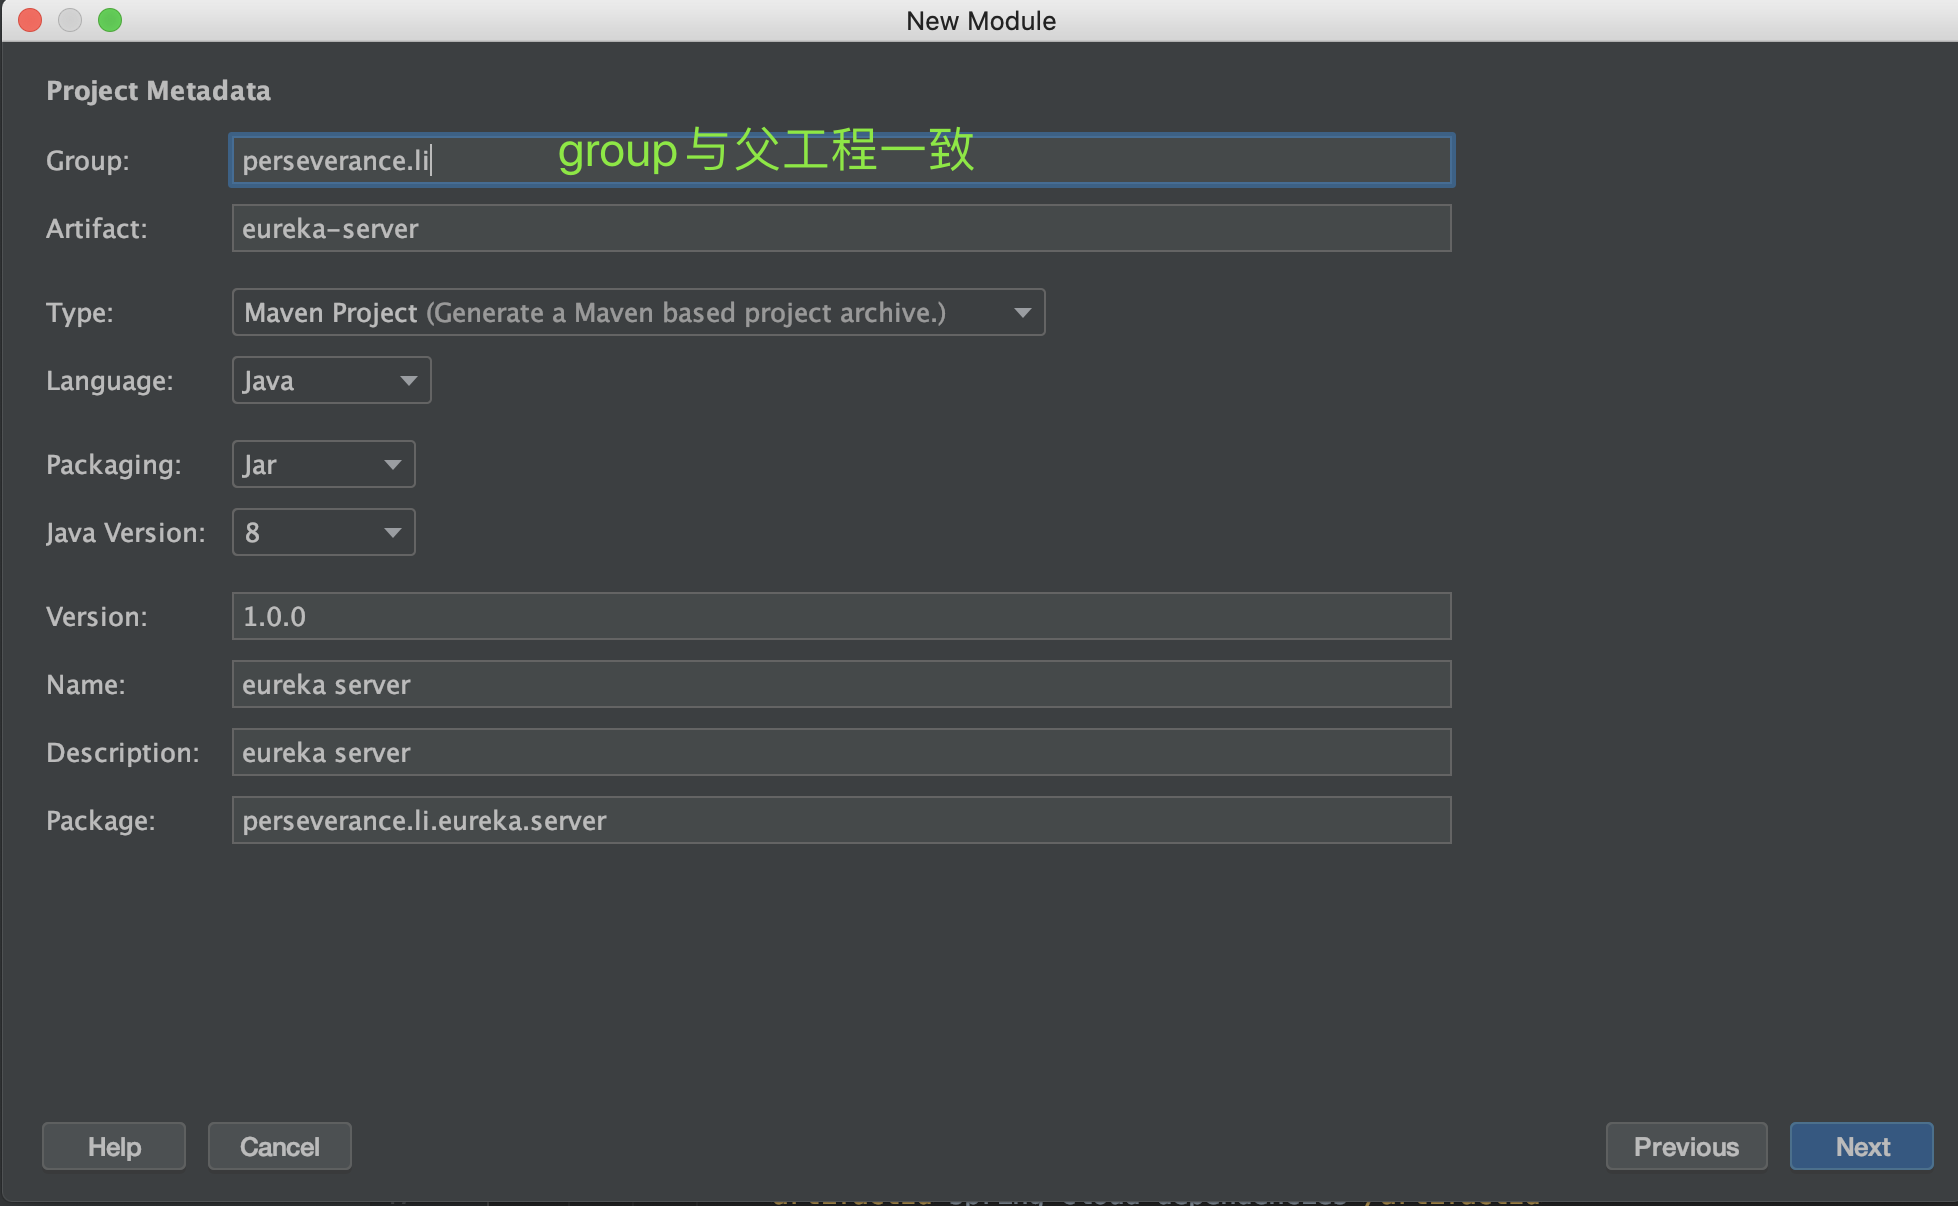 New Module
Project Metadata
Group: perseverance.li group与父工程一致
Artifact: eureka-server
Type: Maven Project (Generate a Maven based project archive.)
Language: Java
Packaging: Jar
Java Version: 8
Version: 1.0.0
Name: eureka server
Description: eureka server
Package: perseverance.li.eureka.server
Help Cancel Previous Next